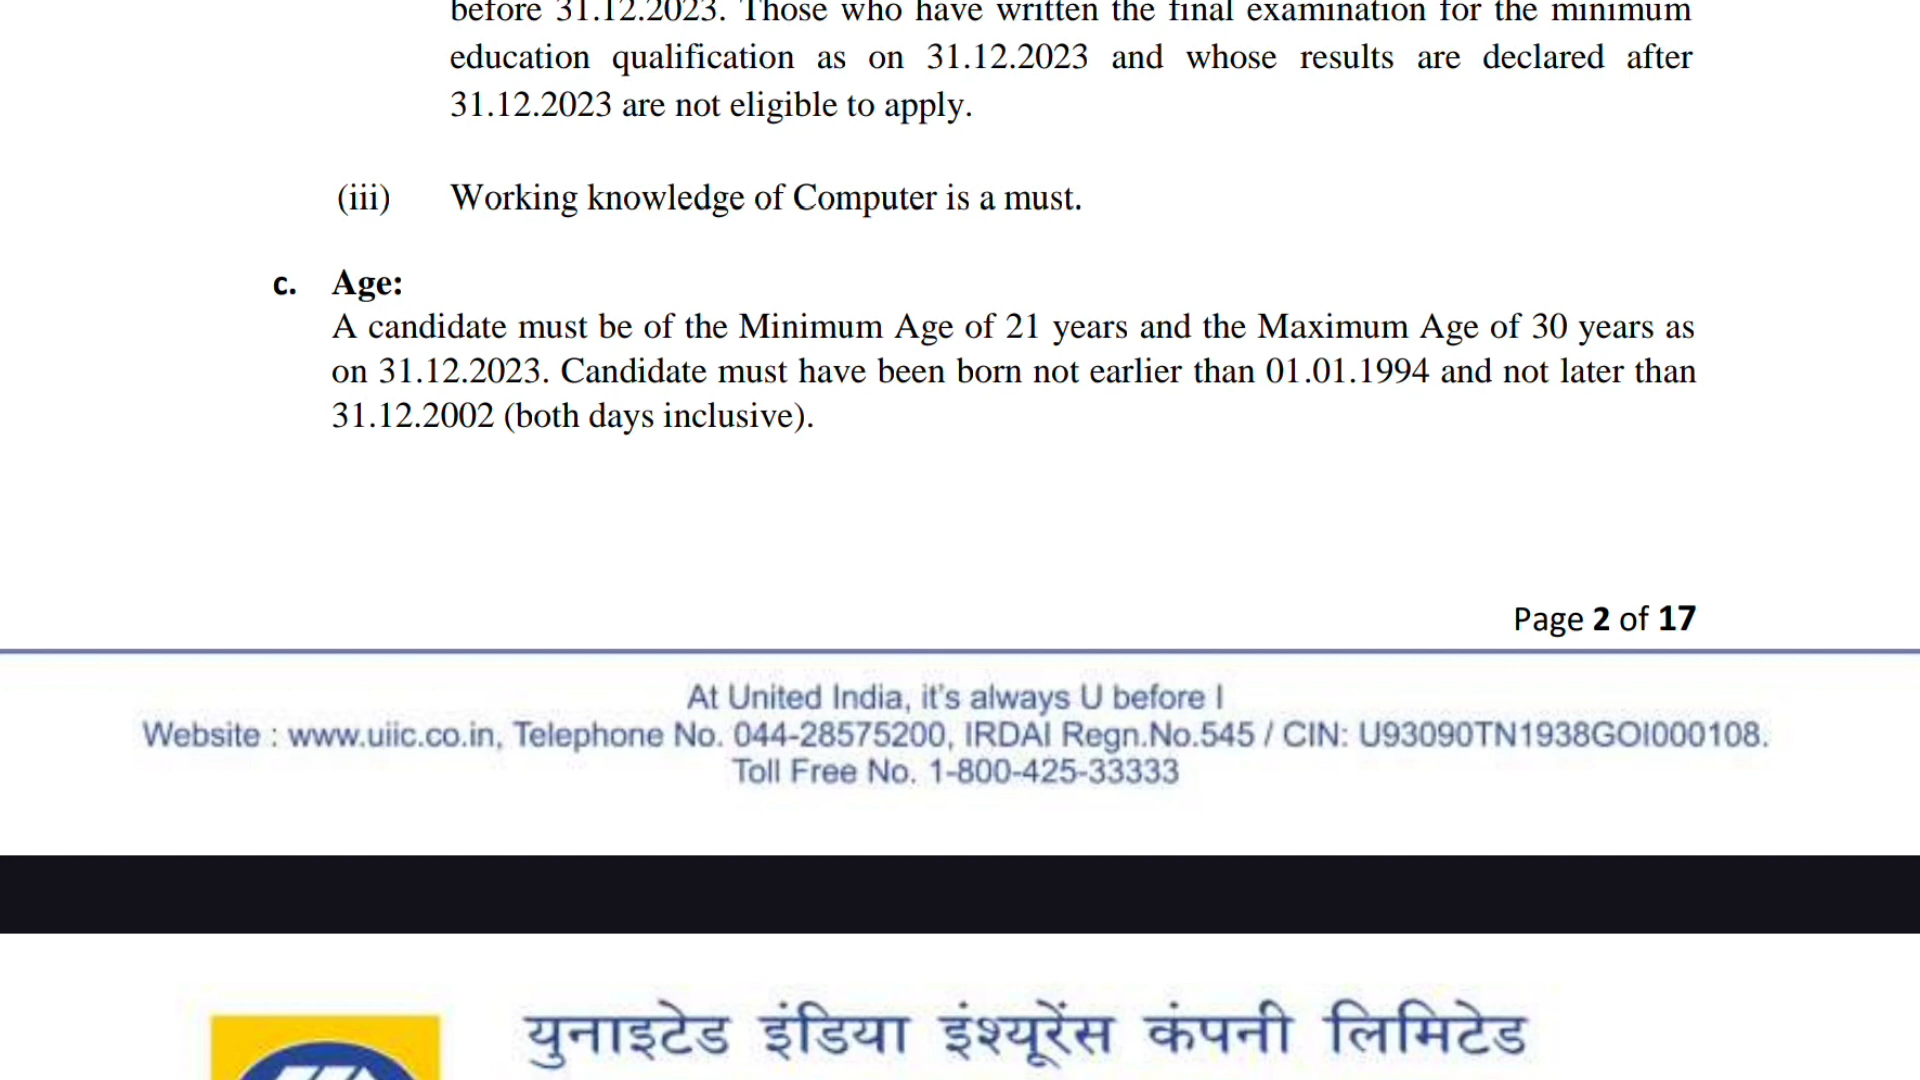 before 31.12.2023. Those who have written the final examination for the minimum
education qualification as on 31.12.2023 and whose results are declared after
31.12.2023 are not eligible to apply.
(iii) Working knowledge of Computer is a must.
c. Age:
A candidate must be of the Minimum Age of 21 years and the Maximum Age of 30 years as
on 31.12.2023. Candidate must have been born not earlier than 01.01.1994 and not later than
31.12.2002 (both days inclusive).
Page 2 of 17
At United India, it's always U before I
Website : www.uiic.co.in, Telephone No. 044-28575200, IRDAI Regn.No.545 / CIN: U93090TN1938GOI000108.
Toll Free No. 1-800-425-33333
युनाइटेड इंडिया इंश्यूरेंस कंपनी लिमिटेड